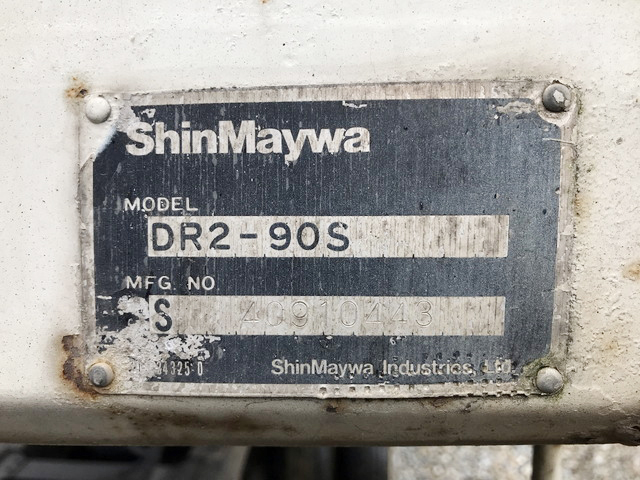 ShinMaywa
MODEL
DR2-90S
MFG. NO
S 40910443
ShinMaywa Industries, Ltd.